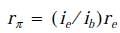 r_π = (i_e / i_b) r_e